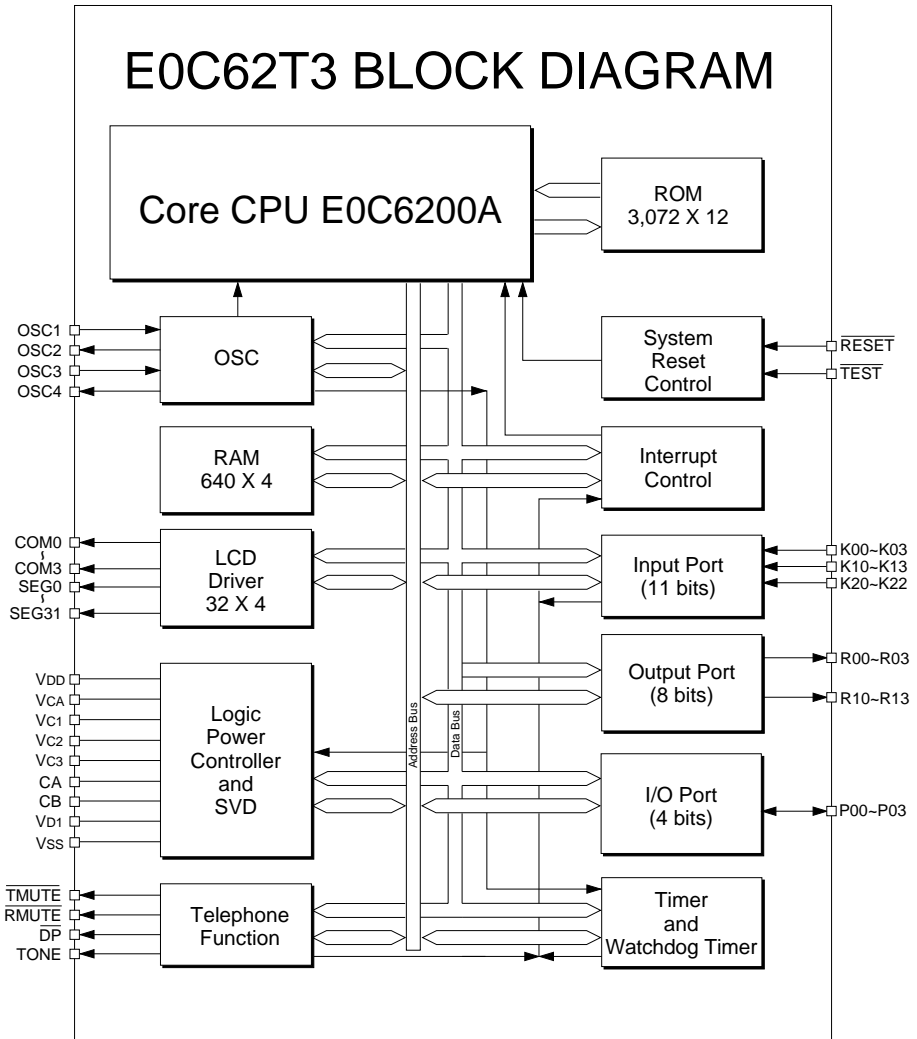 E0C62T3 BLOCK DIAGRAM
Core CPU E0C6200A
ROM
3,072 X 12
OSC1
OSC2
OSC3
OSC4
OSC
System
Reset
Control
RESET
TEST
RAM
640 X 4
Interrupt
Control
COM0
~
COM3
SEG0
~
SEG31
LCD
Driver
32 X 4
Input Port
(11 bits)
K00~K03
K10~K13
K20~K22
Output Port
(8 bits)
R00~R03
R10~R13
VDD
VCA
VC1
VC2
VC3
CA
CB
VD1
VSS
Logic
Power
Controller
and
SVD
Address Bus
Data Bus
I/O Port
(4 bits)
P00~P03
TMUTE
RMUTE
DP
TONE
Telephone
Function
Timer
and
Watchdog Timer